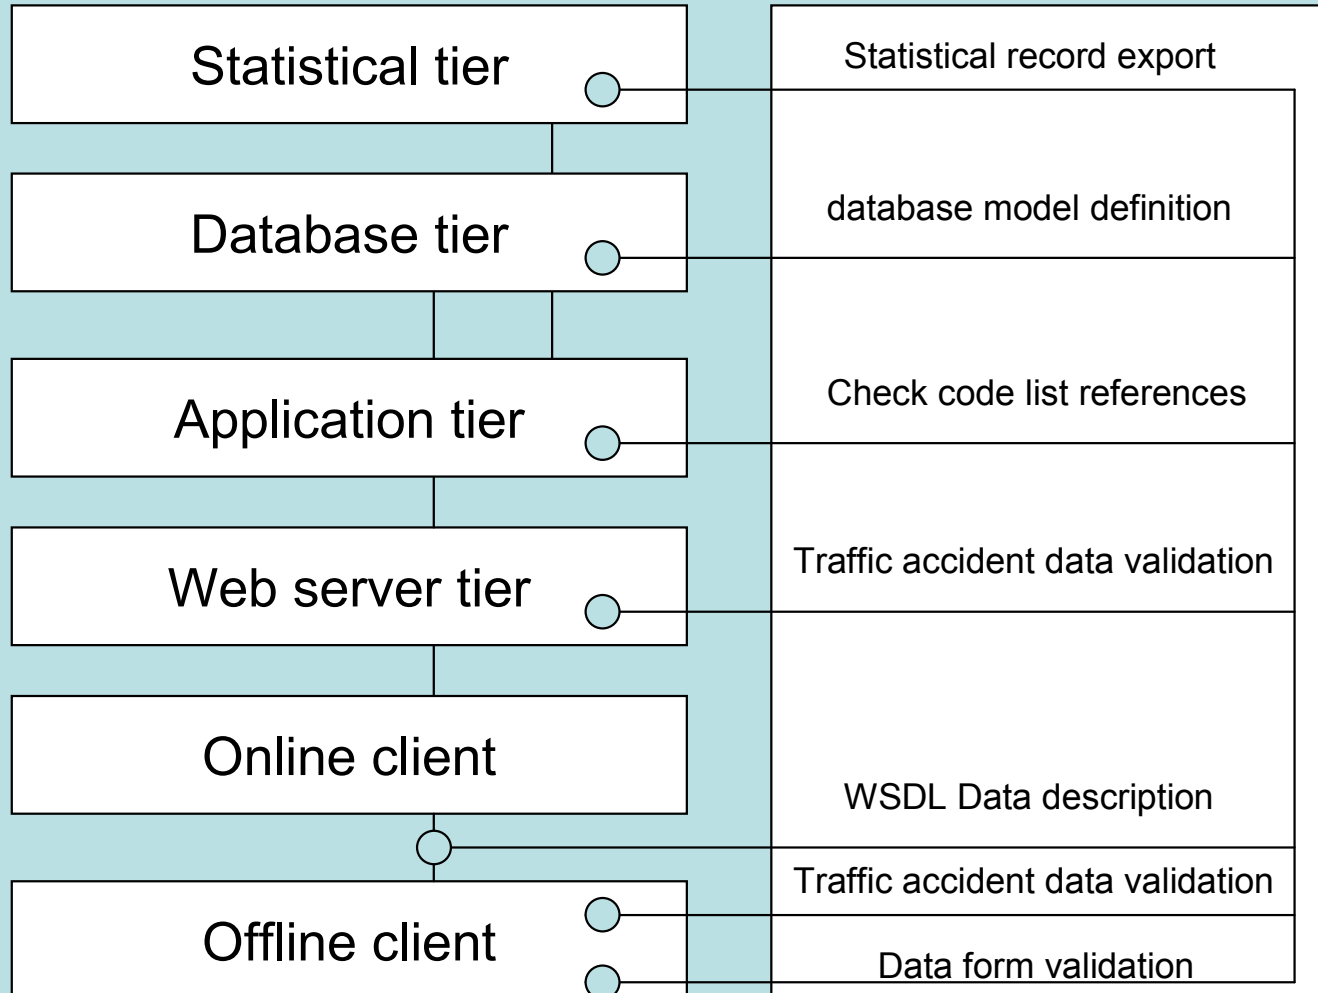 Statistical tier
Statistical record export
Database tier
database model definition
Application tier
Check code list references
Web server tier
Traffic accident data validation
Online client
WSDL Data description
Traffic accident data validation
Offline client
Data form validation